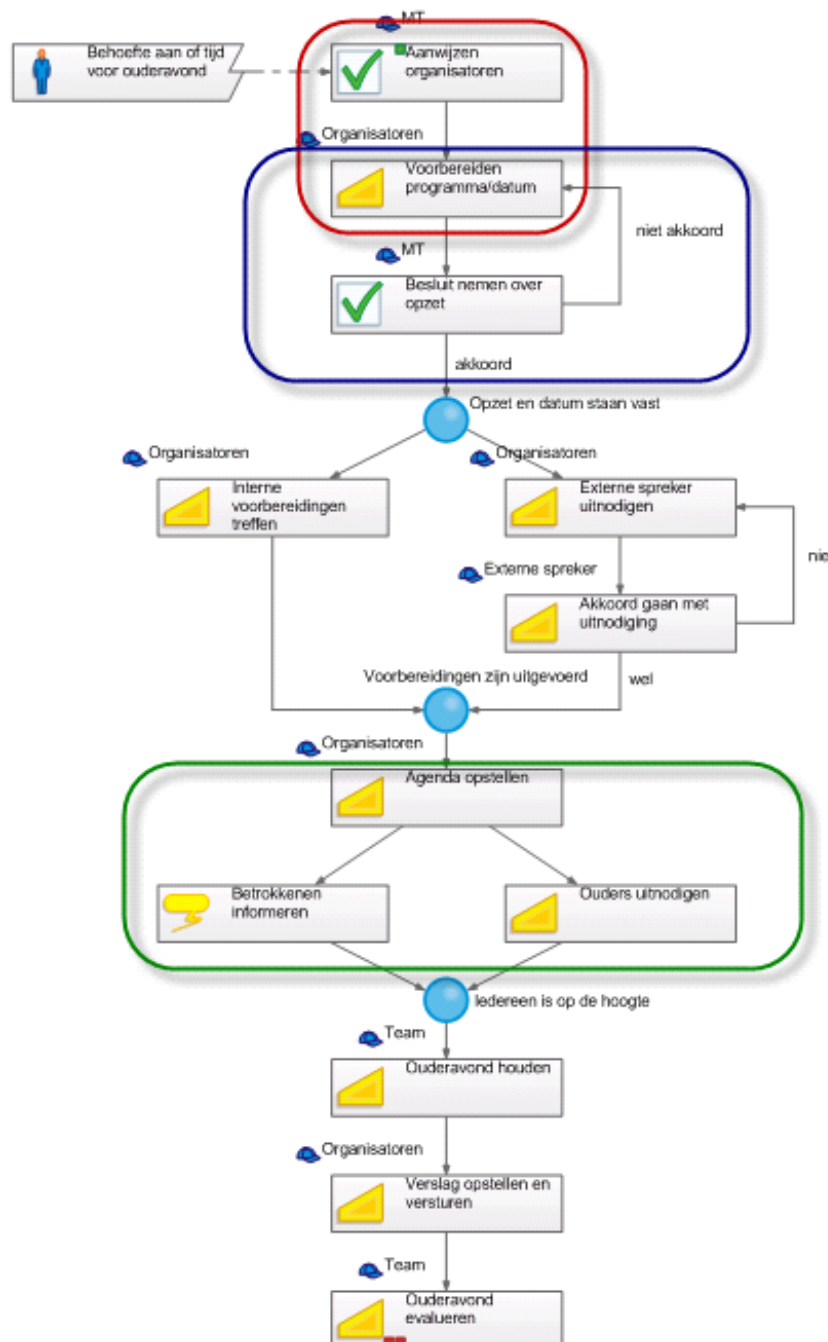 MT
Behoefte aan of tijd
voor ouderavond
Aanwijzen
organisatoren
Organisatoren
Voorbereiden
programma/datum
niet akkoord
MT
Besluit nemen over
opzet
akkoord
Opzet en datum staan vast
Organisatoren
Organisatoren
Interne
voorbereidingen
treffen
Externe spreker
uitnodigen
niet
Externe spreker
Akkoord gaan met
uitnodiging
Voorbereidingen zijn uitgevoerd
wel
Organisatoren
Agenda opstellen
Betrokkenen
informeren
Ouders uitnodigen
Iedereen is op de hoogte
Team
Ouderavond houden
Organisatoren
Verslag opstellen en
versturen
Team
Ouderavond
evalueren